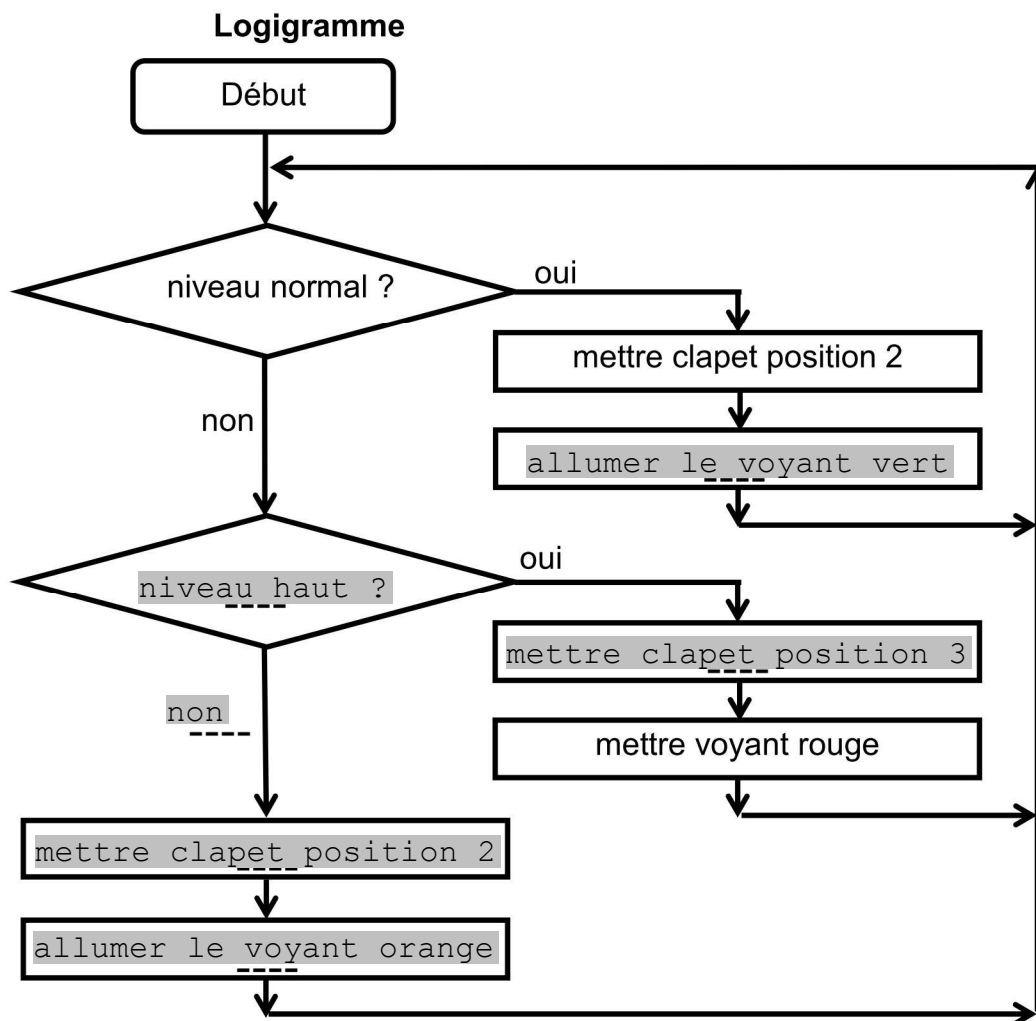 Logigramme
Début
niveau normal ?
oui
mettre clapet position 2
non
allumer le voyant vert
niveau haut ?
oui
mettre clapet position 3
non
mettre voyant rouge
mettre clapet position 2
allumer le voyant orange